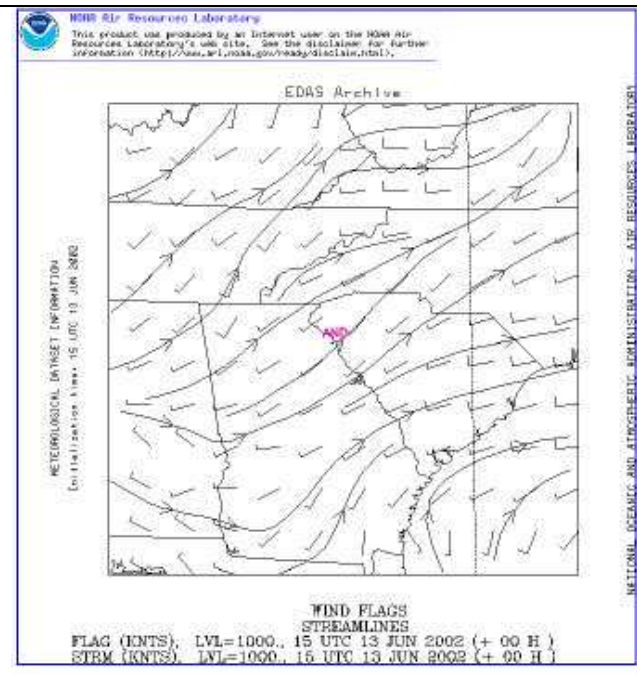 NOAA Air Resources Laboratory
This product was produced by an Internet user on the NOAA Air
Resources Laboratory's web site. See the disclaimer for further
information (http://www.arl.noaa.gov/ready/disclaim.html).
EDAS Archive
METEOROLOGICAL DATASET INFORMATION
Initialization time: 15 UTC 13 JUN 2002
AND
NATIONAL OCEANIC AND ATMOSPHERIC ADMINISTRATION - AIR RESOURCES LABORATORY
WIND FLAGS
STREAMLINES
FLAG (KNTS), LVL=1000., 15 UTC 13 JUN 2002 (+ 00 H )
STRM (KNTS), LVL=1000., 15 UTC 13 JUN 2002 (+ 00 H )